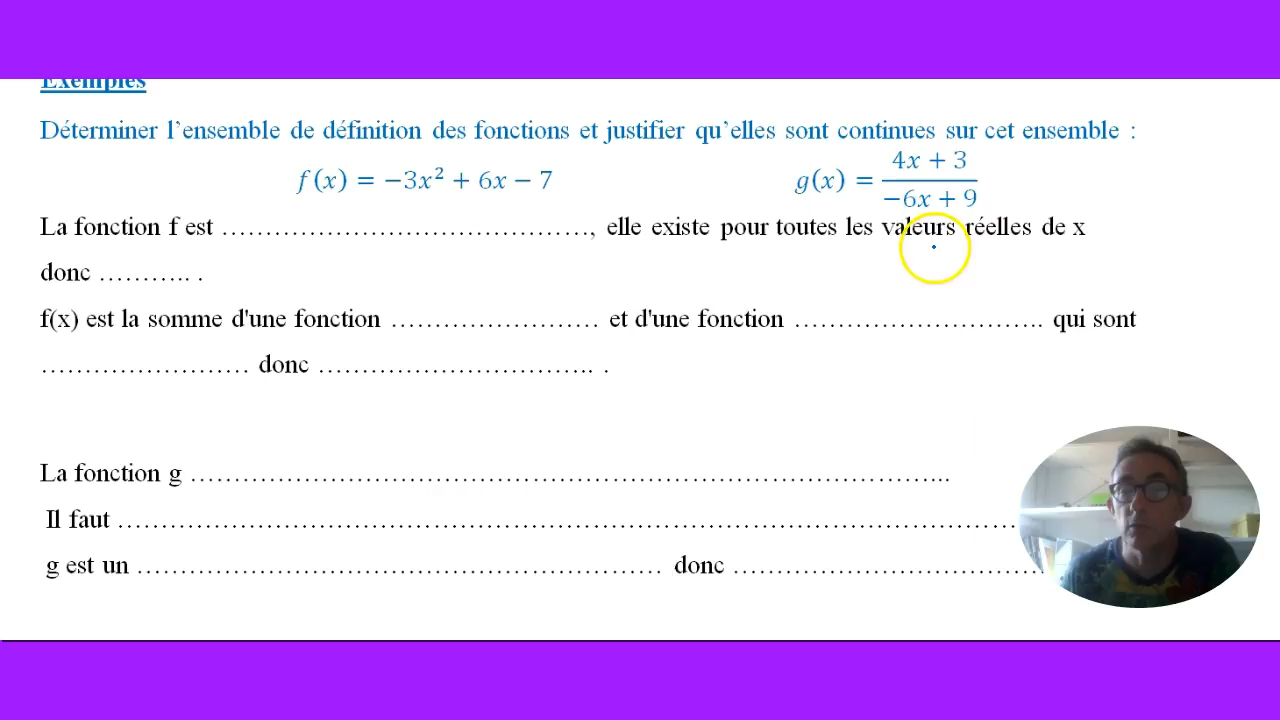 Exemples
Déterminer l'ensemble de définition des fonctions et justifier qu'elles sont continues sur cet ensemble :
f(x) = −3x² + 6x − 7 g(x) = (4x + 3)/(−6x + 9)
La fonction f est ……………………………………, elle existe pour toutes les valeurs réelles de x
donc ……….. .
f(x) est la somme d'une fonction …………………… et d'une fonction ……………………….. qui sont
…………………… donc ………………………….. .
La fonction g …………………………………………………………………………...
Il faut …………………………………………………………………………………………
g est un …………………………………………………… donc ………………………………